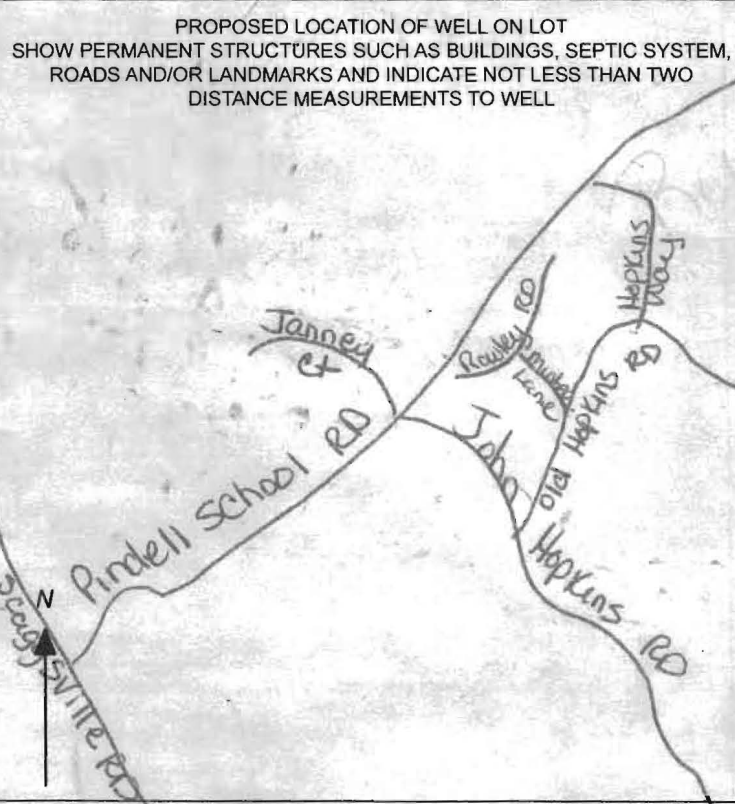 PROPOSED LOCATION OF WELL ON LOT
SHOW PERMANENT STRUCTURES SUCH AS BUILDINGS, SEPTIC SYSTEM,
ROADS AND/OR LANDMARKS AND INDICATE NOT LESS THAN TWO
DISTANCE MEASUREMENTS TO WELL
Hopkins
Way
Janney
Ct
Rowley RD
Lane
Old Hopkins RD
Pindell School RD
John Hopkins RD
N
Scaggsville RD